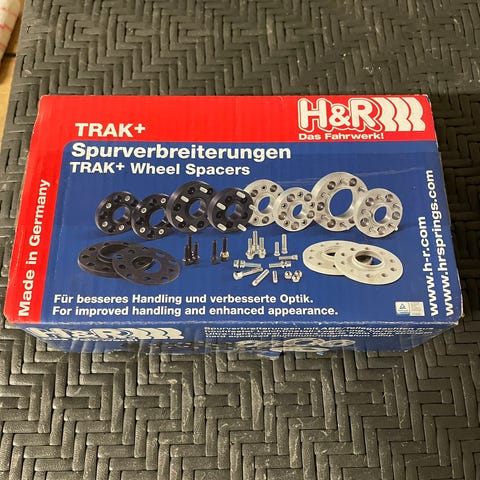 H&R
Das Fahrwerk!
TRAK+
Spurverbreiterungen
TRAK+ Wheel Spacers
Made in Germany
www.h-r.com
www.hrsprings.com
Für besseres Handling und verbesserte Optik.
For improved handling and enhanced appearance.
Spurverbreiterungen